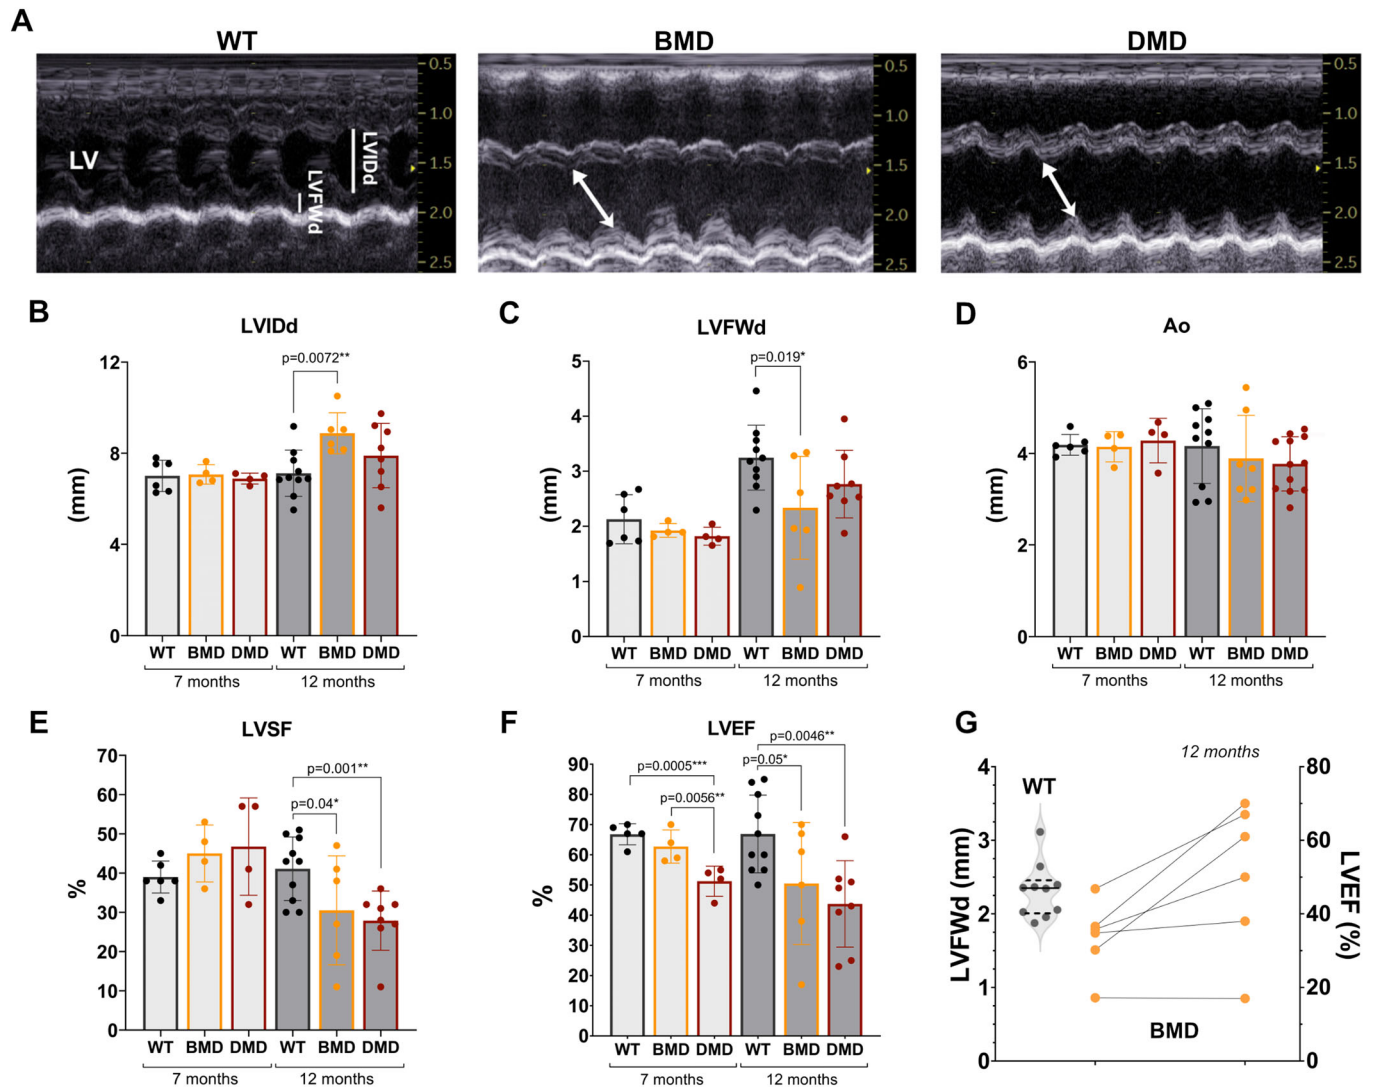 A
WT
BMD
DMD
LV
LVIDd
LVFWd
0.5
1.0
1.5
2.0
2.5
0.5
1.0
1.5
2.0
2.5
0.5
1.0
1.5
2.0
2.5
B
LVIDd
p=0.0072**
(mm)
12
8
4
0
WT BMD DMD WT BMD DMD
7 months 12 months
C
LVFWd
p=0.019*
(mm)
5
4
3
2
1
0
WT BMD DMD WT BMD DMD
7 months 12 months
D
Ao
(mm)
6
4
2
0
WT BMD DMD WT BMD DMD
7 months 12 months
E
LVSF
p=0.001**
p=0.04*
%
70
60
50
40
30
20
10
0
WT BMD DMD WT BMD DMD
7 months 12 months
F
LVEF
p=0.0046**
p=0.0005***
p=0.05*
p=0.0056**
%
90
80
70
60
50
40
30
20
10
0
WT BMD DMD WT BMD DMD
7 months 12 months
G
12 months
WT
LVFWd (mm)
4
3
2
1
0
BMD
80
60
40
20
0
LVEF (%)